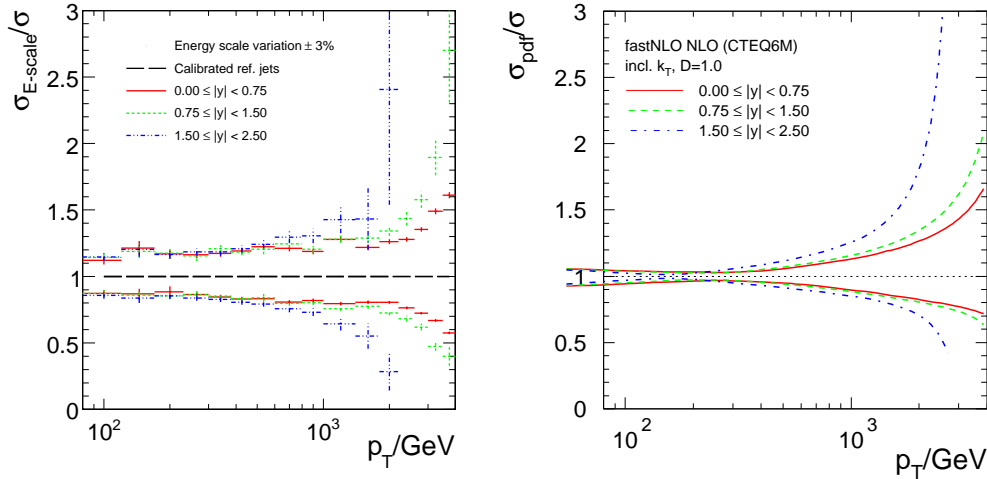 σE-scale/σ
3
2.5
2
1.5
1
0.5
0
Energy scale variation ± 3%
Calibrated ref. jets
0.00 ≤ |y| < 0.75
0.75 ≤ |y| < 1.50
1.50 ≤ |y| < 2.50
10²
10³
pT/GeV
σpdf/σ
3
2.5
2
1.5
1
0.5
0
fastNLO NLO (CTEQ6M)
incl. kT, D=1.0
0.00 ≤ |y| < 0.75
0.75 ≤ |y| < 1.50
1.50 ≤ |y| < 2.50
10²
10³
pT/GeV